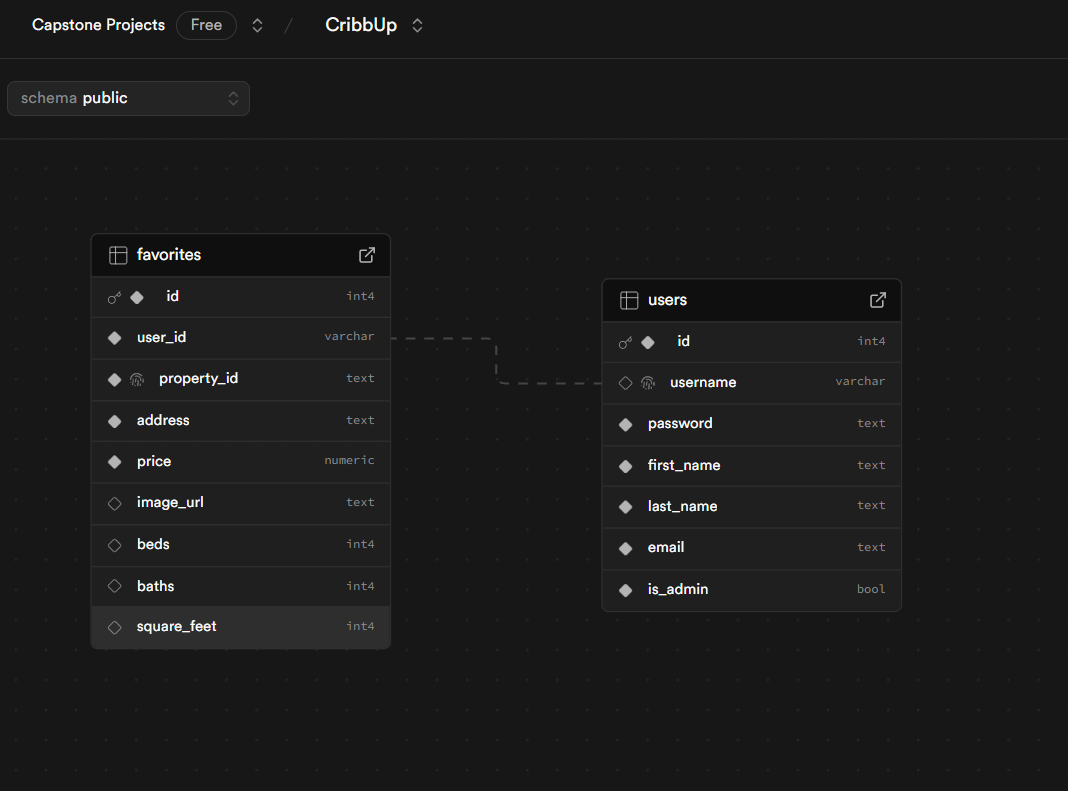 Capstone Projects Free CribbUp
schema public
favorites
id int4
user_id varchar
property_id text
address text
price numeric
image_url text
beds int4
baths int4
square_feet int4
users
id int4
username varchar
password text
first_name text
last_name text
email text
is_admin bool